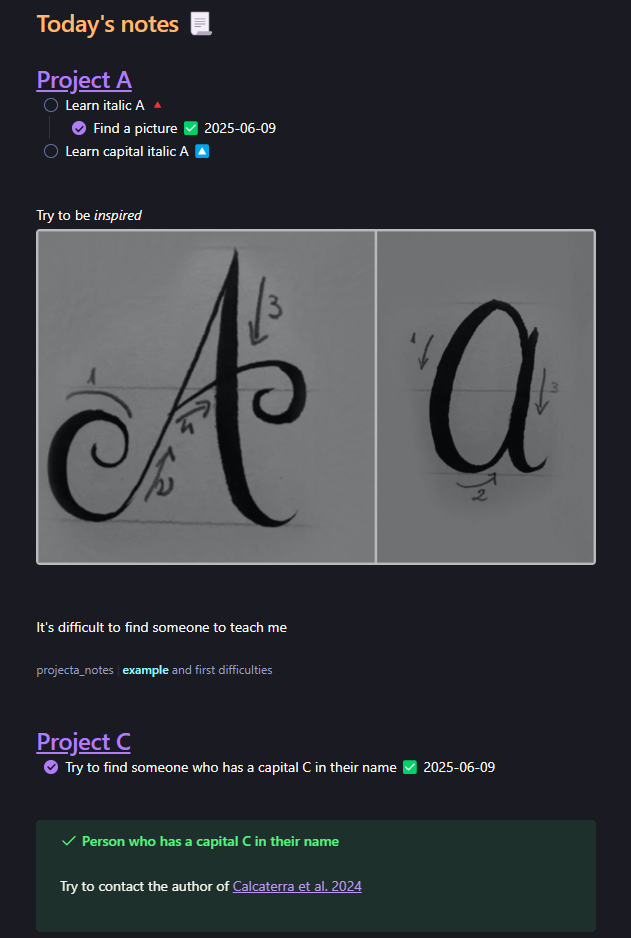 Today's notes 📃
Project A
Learn italic A 🔺
Find a picture ✅ 2025-06-09
Learn capital italic A 🔼
Try to be inspired
1
2
3
4
1
2
3
It's difficult to find someone to teach me
projecta_notes | example and first difficulties
Project C
Try to find someone who has a capital C in their name ✅ 2025-06-09
Person who has a capital C in their name
Try to contact the author of Calcaterra et al. 2024